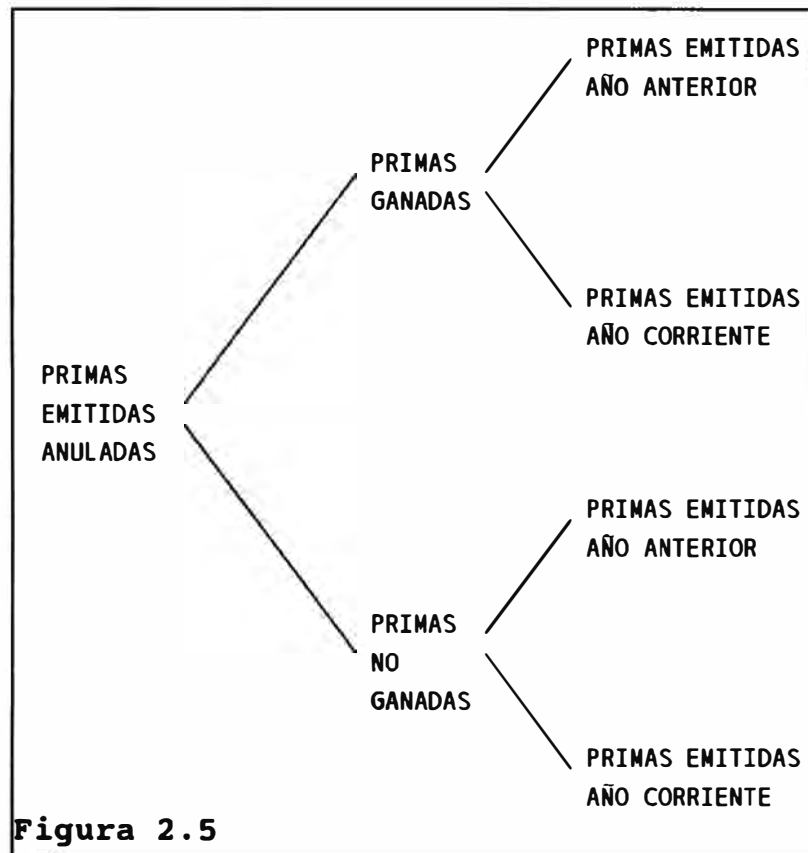 PRIMAS EMITIDAS
AÑO ANTERIOR
PRIMAS
GANADAS
PRIMAS EMITIDAS
AÑO CORRIENTE
PRIMAS
EMITIDAS
ANULADAS
PRIMAS EMITIDAS
AÑO ANTERIOR
PRIMAS
NO
GANADAS
PRIMAS EMITIDAS
AÑO CORRIENTE
Figura 2.5